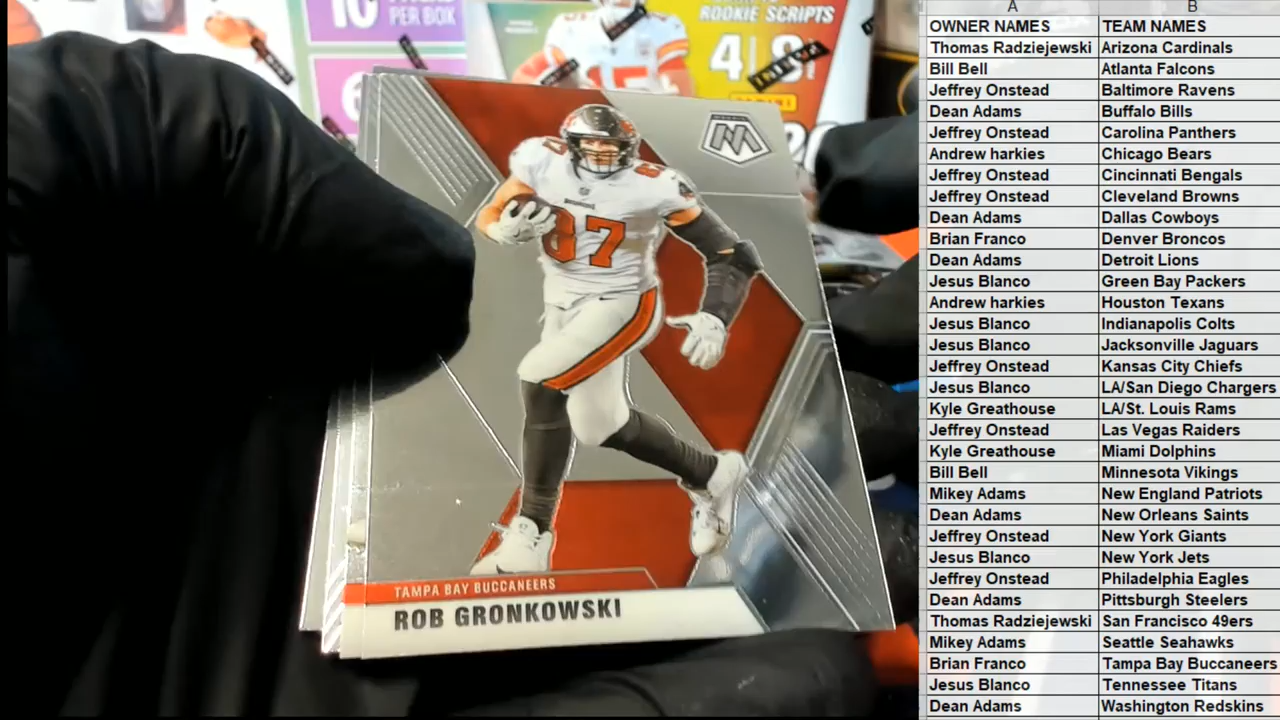 10
PER BOX
6
ROOKIE SCRIPTS
4 8
87
TAMPA BAY BUCCANEERS
ROB GRONKOWSKI
A B
OWNER NAMES TEAM NAMES
Thomas Radziejewski Arizona Cardinals
Bill Bell Atlanta Falcons
Jeffrey Onstead Baltimore Ravens
Dean Adams Buffalo Bills
Jeffrey Onstead Carolina Panthers
Andrew harkies Chicago Bears
Jeffrey Onstead Cincinnati Bengals
Jeffrey Onstead Cleveland Browns
Dean Adams Dallas Cowboys
Brian Franco Denver Broncos
Dean Adams Detroit Lions
Jesus Blanco Green Bay Packers
Andrew harkies Houston Texans
Jesus Blanco Indianapolis Colts
Jesus Blanco Jacksonville Jaguars
Jeffrey Onstead Kansas City Chiefs
Jesus Blanco LA/San Diego Chargers
Kyle Greathouse LA/St. Louis Rams
Jeffrey Onstead Las Vegas Raiders
Kyle Greathouse Miami Dolphins
Bill Bell Minnesota Vikings
Mikey Adams New England Patriots
Dean Adams New Orleans Saints
Jeffrey Onstead New York Giants
Jesus Blanco New York Jets
Jeffrey Onstead Philadelphia Eagles
Dean Adams Pittsburgh Steelers
Thomas Radziejewski San Francisco 49ers
Mikey Adams Seattle Seahawks
Brian Franco Tampa Bay Buccaneers
Jesus Blanco Tennessee Titans
Dean Adams Washington Redskins